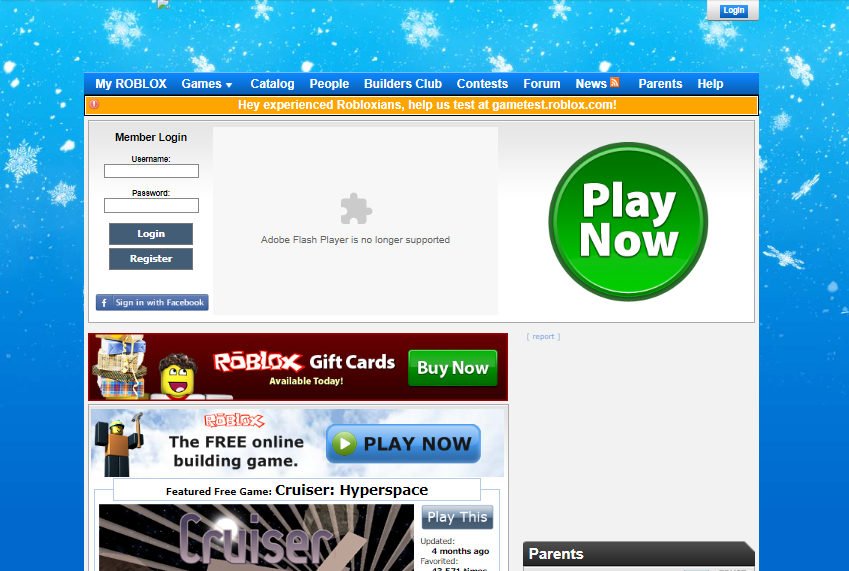 Login
My ROBLOX Games Catalog People Builders Club Contests Forum News Parents Help
Hey experienced Robloxians, help us test at gametest.roblox.com!
Member Login
Username:
Password:
Login
Register
f Sign in with Facebook
Adobe Flash Player is no longer supported
Play
Now
ROBLOX Gift Cards
Available Today!
Buy Now
[ report ]
ROBLOX
The FREE online
building game.
PLAY NOW
Featured Free Game: Cruiser: Hyperspace
Cruiser
Play This
Updated:
4 months ago
Favorited:
43,571 times
Parents